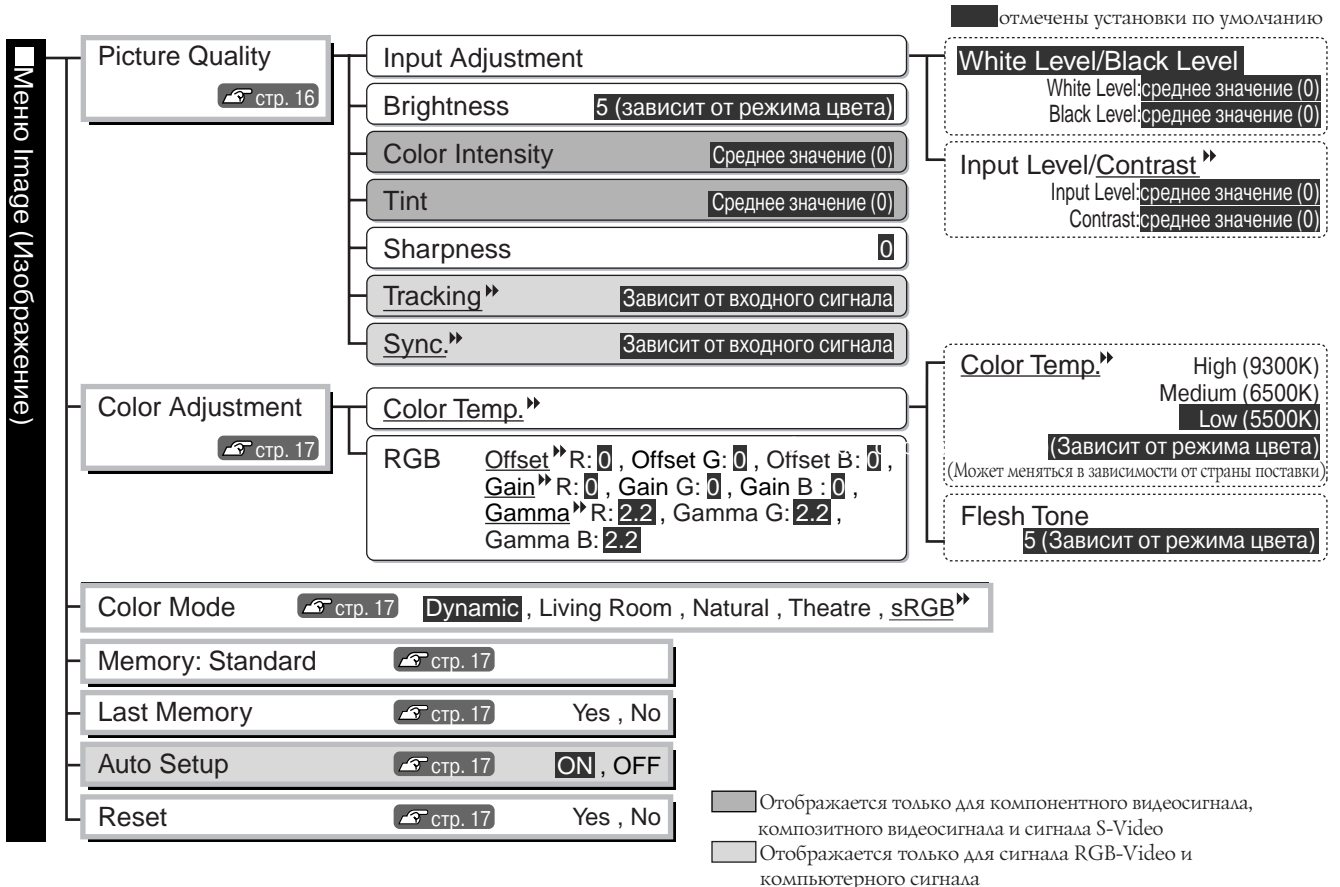 отмечены установки по умолчанию
Меню Image (Изображение)
Picture Quality
стр. 16
Input Adjustment
Brightness 5 (зависит от режима цвета)
Color Intensity Среднее значение (0)
Tint Среднее значение (0)
Sharpness 0
Tracking Зависит от входного сигнала
Sync. Зависит от входного сигнала
White Level/Black Level
White Level:среднее значение (0)
Black Level:среднее значение (0)
Input Level/Contrast
Input Level:среднее значение (0)
Contrast:среднее значение (0)
Color Adjustment
стр. 17
Color Temp.
RGB Offset R: 0 , Offset G: 0 , Offset B: 0 ,
Gain R: 0 , Gain G: 0 , Gain B : 0 ,
Gamma R: 2.2 , Gamma G: 2.2 ,
Gamma B: 2.2
Color Temp. High (9300K)
Medium (6500K)
Low (5500K)
(Зависит от режима цвета)
(Может меняться в зависимости от страны поставки)
Flesh Tone
5 (Зависит от режима цвета)
Color Mode стр. 17 Dynamic , Living Room , Natural , Theatre , sRGB
Memory: Standard стр. 17
Last Memory стр. 17 Yes , No
Auto Setup стр. 17 ON , OFF
Reset стр. 17 Yes , No
Отображается только для компонентного видеосигнала,
композитного видеосигнала и сигнала S-Video
Отображается только для сигнала RGB-Video и
компьютерного сигнала